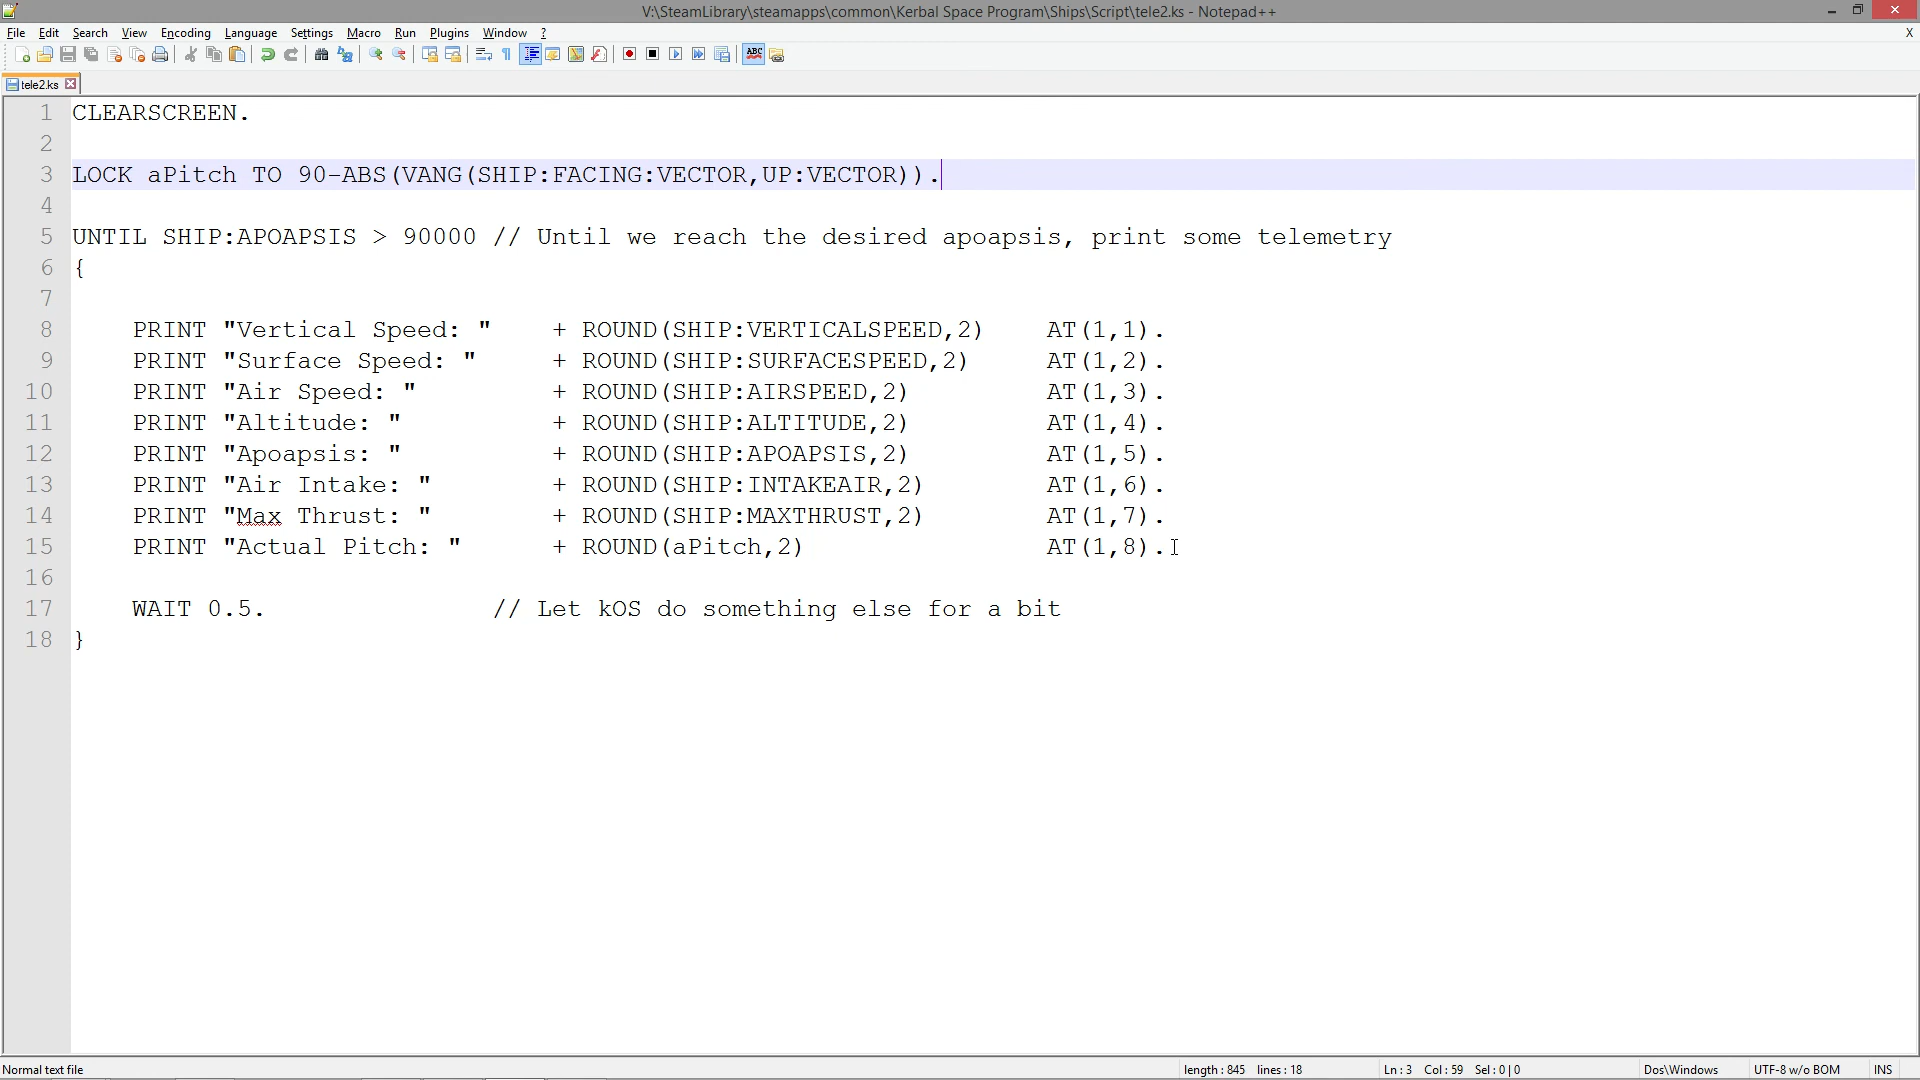 V:\SteamLibrary\steamapps\common\Kerbal Space Program\Ships\Script\tele2.ks - Notepad++
File Edit Search View Encoding Language Settings Macro Run Plugins Window ? X
ABC
tele2.ks
1 CLEARSCREEN.
2
3 LOCK aPitch TO 90-ABS(VANG(SHIP:FACING:VECTOR,UP:VECTOR)).
4
5 UNTIL SHIP:APOAPSIS > 90000 // Until we reach the desired apoapsis, print some telemetry
6 {
7
8 PRINT "Vertical Speed: " + ROUND(SHIP:VERTICALSPEED,2) AT(1,1).
9 PRINT "Surface Speed: " + ROUND(SHIP:SURFACESPEED,2) AT(1,2).
10 PRINT "Air Speed: " + ROUND(SHIP:AIRSPEED,2) AT(1,3).
11 PRINT "Altitude: " + ROUND(SHIP:ALTITUDE,2) AT(1,4).
12 PRINT "Apoapsis: " + ROUND(SHIP:APOAPSIS,2) AT(1,5).
13 PRINT "Air Intake: " + ROUND(SHIP:INTAKEAIR,2) AT(1,6).
14 PRINT "Max Thrust: " + ROUND(SHIP:MAXTHRUST,2) AT(1,7).
15 PRINT "Actual Pitch: " + ROUND(aPitch,2) AT(1,8).
16
17 WAIT 0.5. // Let kOS do something else for a bit
18 }
Normal text file length : 845 lines : 18 Ln : 3 Col : 59 Sel : 0 | 0 Dos\Windows UTF-8 w/o BOM INS